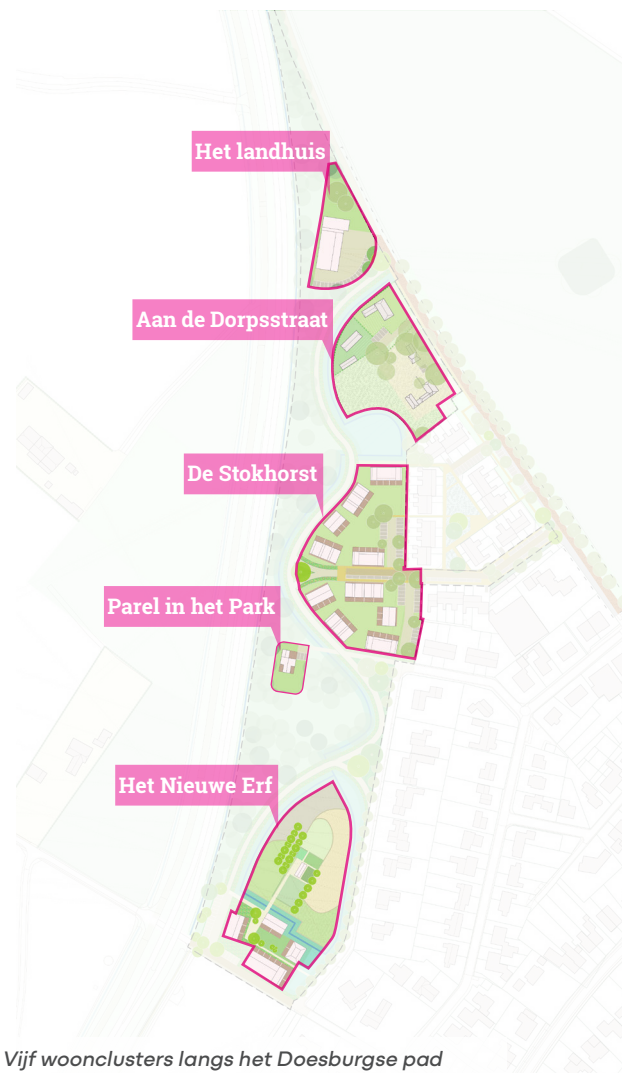 Het landhuis
Aan de Dorpsstraat
De Stokhorst
Parel in het Park
Het Nieuwe Erf
Vijf woonclusters langs het Doesburgse pad